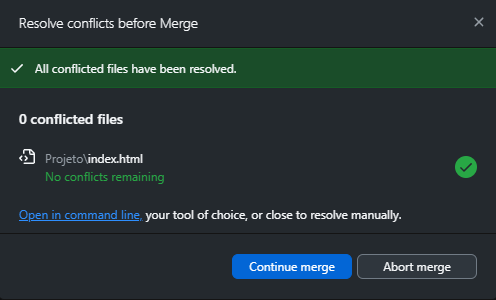 Resolve conflicts before Merge
All conflicted files have been resolved.
0 conflicted files
Projeto\index.html
No conflicts remaining
Open in command line, your tool of choice, or close to resolve manually.
Continue merge
Abort merge